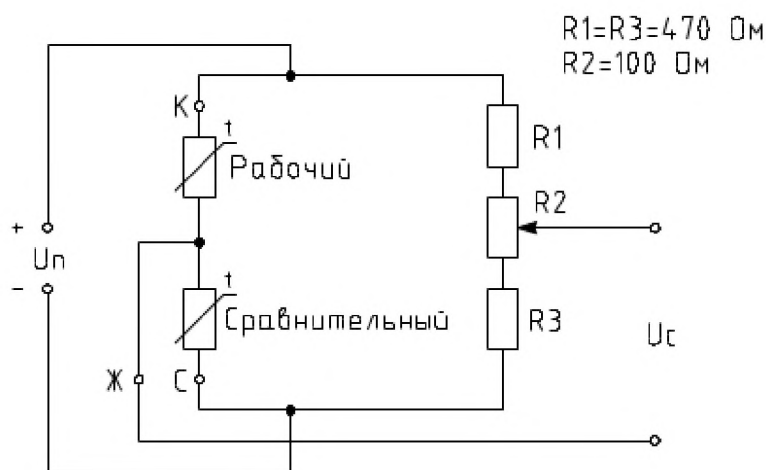 R1=R3=470 Ом
R2=100 Ом
К
t
Рабочий
R1
R2
+
Uп
-
t
Сравнительный
R3
Uс
Ж
С